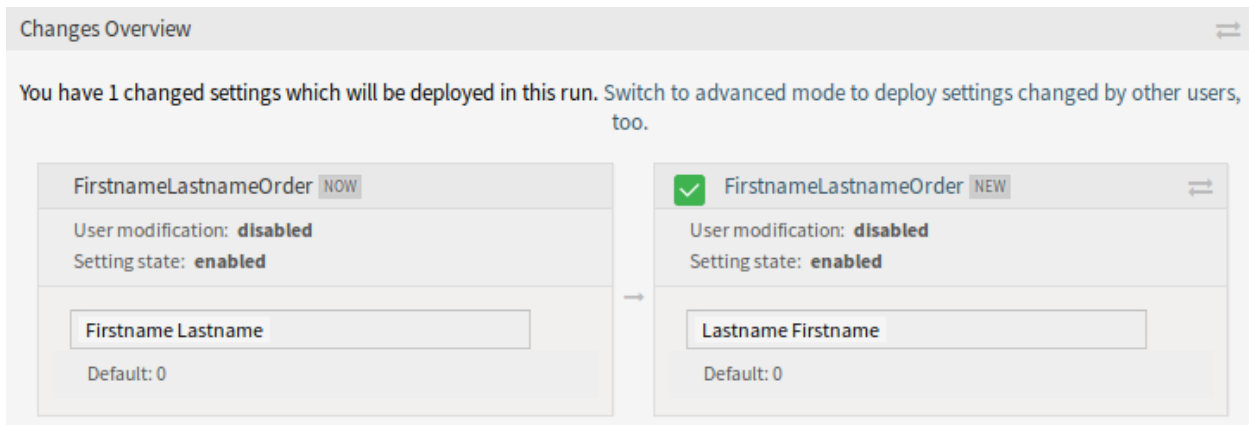 Changes Overview
You have 1 changed settings which will be deployed in this run. Switch to advanced mode to deploy settings changed by other users,
too.
FirstnameLastnameOrder NOW
User modification: disabled
Setting state: enabled
Firstname Lastname
Default: 0
FirstnameLastnameOrder NEW
User modification: disabled
Setting state: enabled
Lastname Firstname
Default: 0